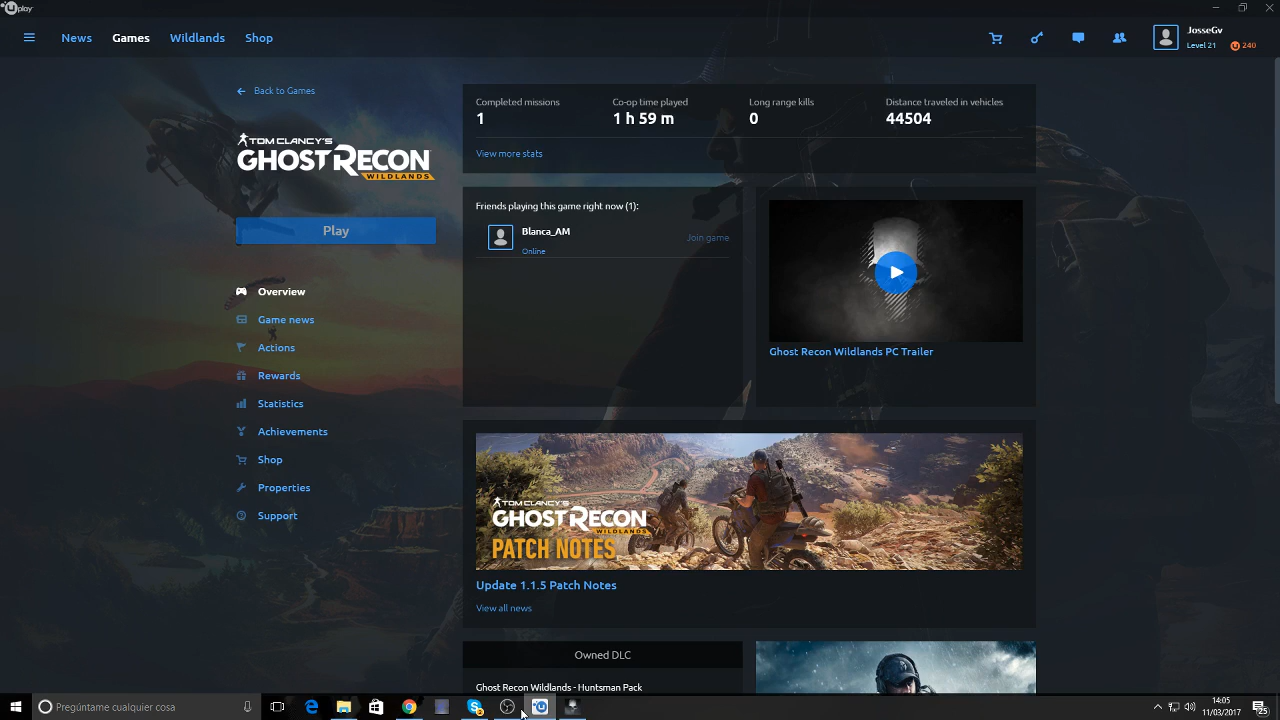 uplay
News Games Wildlands Shop
JosseGv
Level 21 240
Back to Games
TOM CLANCY'S
GHOST RECON
WILDLANDS
Play
Overview
Game news
Actions
Rewards
Statistics
Achievements
Shop
Properties
Support
Completed missions
1
Co-op time played
1 h 59 m
Long range kills
0
Distance traveled in vehicles
44504
View more stats
Friends playing this game right now (1):
Blanca_AM
Online
Join game
Ghost Recon Wildlands PC Trailer
TOM CLANCY'S
GHOST RECON
WILDLANDS
PATCH NOTES
Update 1.1.5 Patch Notes
View all news
Owned DLC
Ghost Recon Wildlands - Huntsman Pack
Pregúntame cualquier cosa
14:05
11/03/2017